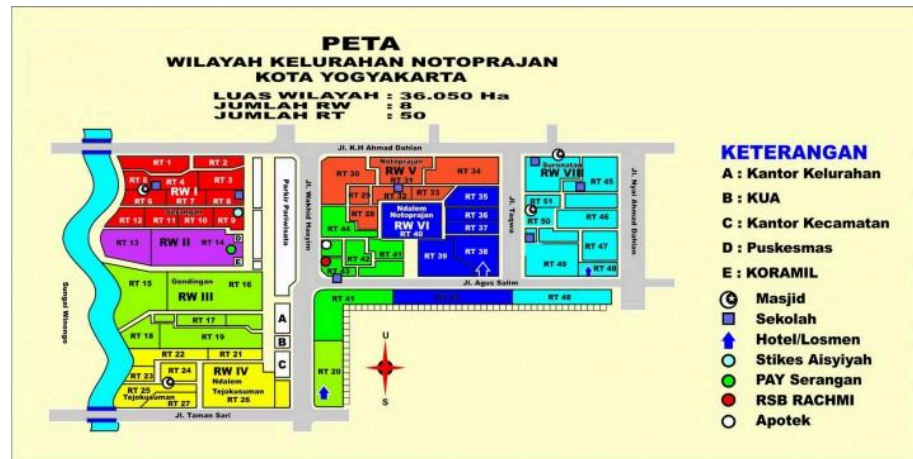 PETA
WILAYAH KELURAHAN NOTOPRAJAN
KOTA YOGYAKARTA
LUAS WILAYAH : 36.050 Ha
JUMLAH RW : 8
JUMLAH RT : 50
Jl. K.H Ahmad Dahlan
RT 1
RT 2
RT 5
RT 4
RT 3
RW I
RT 6
RT 7
RT 8
Serangan
RT 12
RT 11
RT 10
RT 9
RT 13
RW II
RT 14
D
E
RT 15
Gendingan
RT 16
RW III
RT 17
RT 18
RT 19
RT 22
RT 21
RT 23
RT 24
RW IV
Ndalem
Tejokusuman
RT 26
RT 25
Tejokusuman
RT 27
Jl. Taman Sari
Sungai Winongo
Parkir Pariwisata
A
B
C
Jl. Wakhid Hasyim
RT 30
Notoprajan
RW V
RT 31
RT 34
RT 29
RT 32
RT 33
RT 28
RT 44
Ndalem
Notoprajan
RW VI
RT 40
RT 35
RT 36
RT 37
RT 38
RT 39
RT 42
RT 41
RT 43
Jl. Taqwa
Suronatan
RW VIII
RT 45
RT 51
RT 50
RT 46
RT 47
RT 49
RT 48
Jl. Nyai Ahmad Dahlan
Jl. Agus Salim
RT 41
RT 48
RT 20
U
S
KETERANGAN
A : Kantor Kelurahan
B : KUA
C : Kantor Kecamatan
D : Puskesmas
E : KORAMIL
Masjid
Sekolah
Hotel/Losmen
Stikes Aisyiyah
PAY Serangan
RSB RACHMI
Apotek